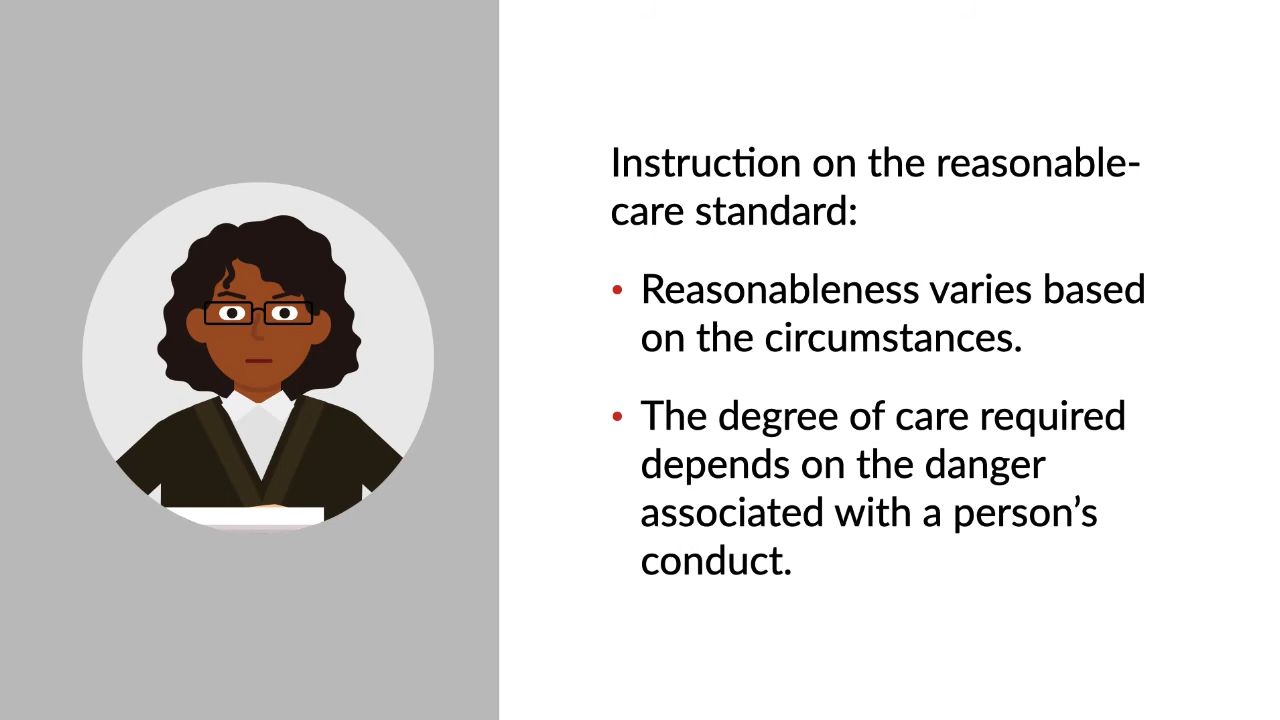 Instruction on the reasonable-
care standard:
• Reasonableness varies based
on the circumstances.
• The degree of care required
depends on the danger
associated with a person’s
conduct.